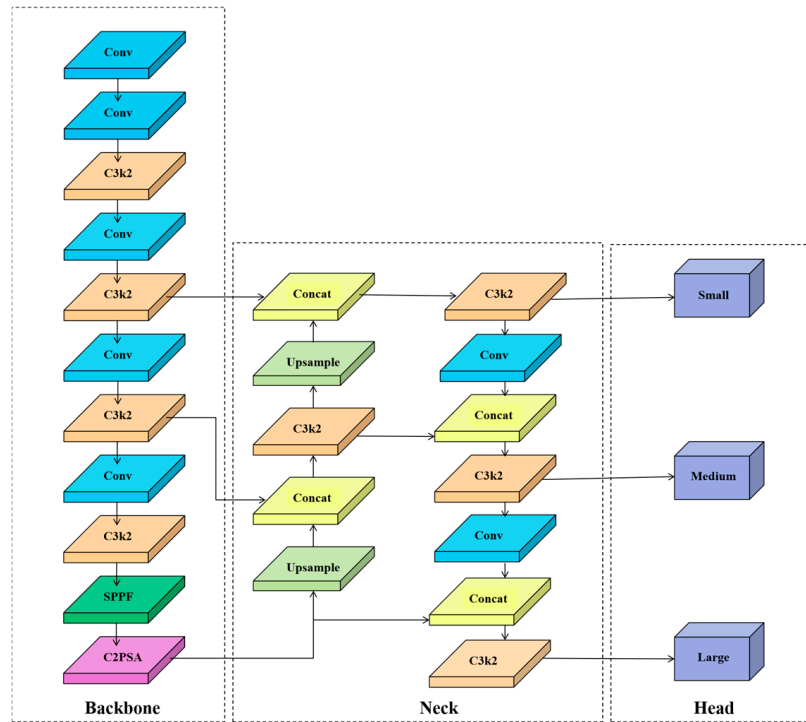 Conv
Conv
C3k2
Conv
C3k2
Conv
C3k2
Conv
C3k2
SPPF
C2PSA
Backbone
Concat
Upsample
C3k2
Concat
Upsample
C3k2
Conv
Concat
C3k2
Conv
Concat
C3k2
Neck
Small
Medium
Large
Head